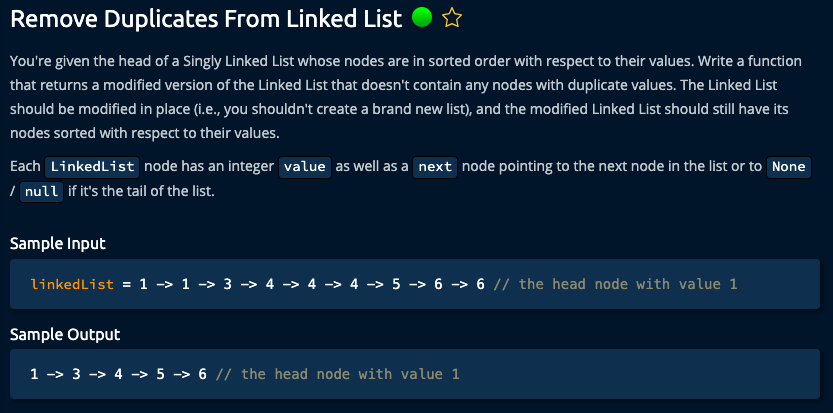 Remove Duplicates From Linked List
You're given the head of a Singly Linked List whose nodes are in sorted order with respect to their values. Write a function
that returns a modified version of the Linked List that doesn't contain any nodes with duplicate values. The Linked List
should be modified in place (i.e., you shouldn't create a brand new list), and the modified Linked List should still have its
nodes sorted with respect to their values.
Each LinkedList node has an integer value as well as a next node pointing to the next node in the list or to None
/ null if it's the tail of the list.
Sample Input
linkedList = 1 -> 1 -> 3 -> 4 -> 4 -> 4 -> 5 -> 6 -> 6 // the head node with value 1
Sample Output
1 -> 3 -> 4 -> 5 -> 6 // the head node with value 1